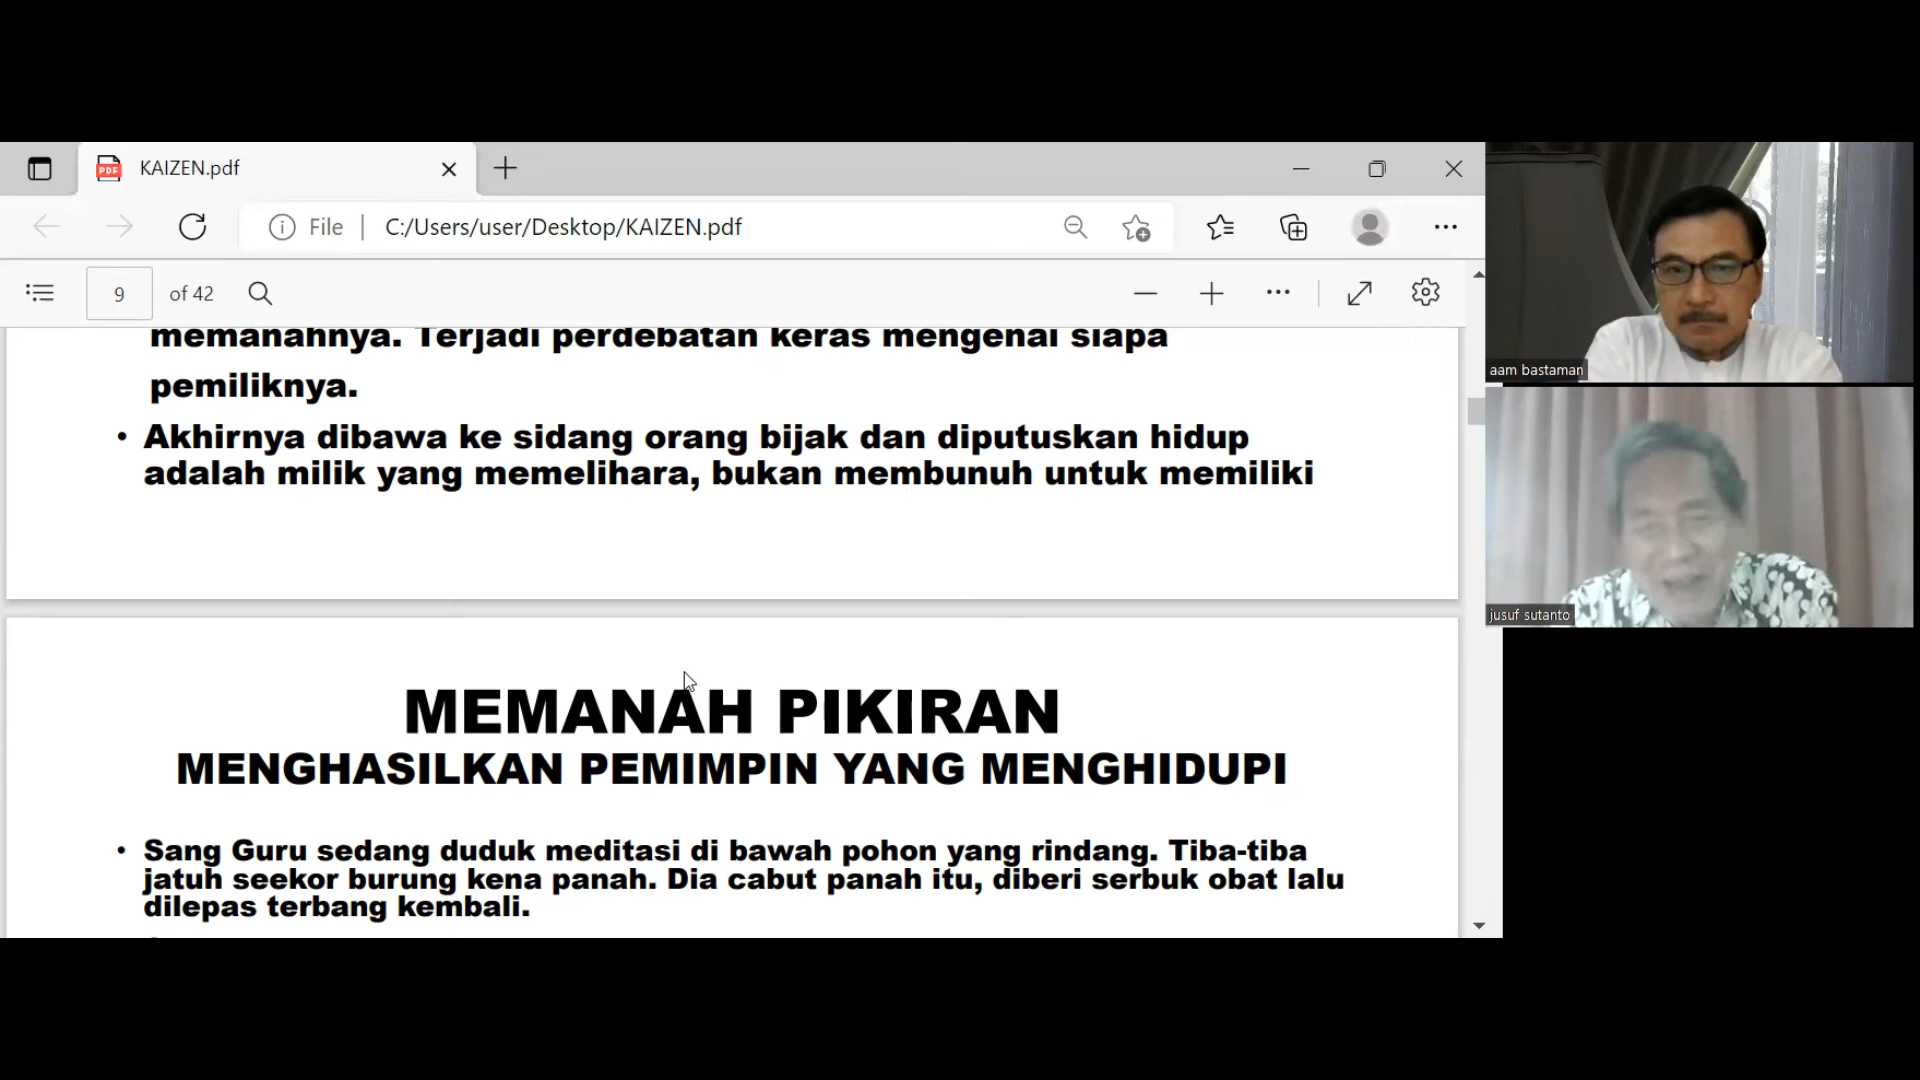 KAIZEN.pdf
File | C:/Users/user/Desktop/KAIZEN.pdf
9 of 42
memanahnya. Terjadi perdebatan keras mengenai siapa
pemiliknya.
• Akhirnya dibawa ke sidang orang bijak dan diputuskan hidup
adalah milik yang memelihara, bukan membunuh untuk memiliki
MEMANAH PIKIRAN
MENGHASILKAN PEMIMPIN YANG MENGHIDUPI
• Sang Guru sedang duduk meditasi di bawah pohon yang rindang. Tiba-tiba
jatuh seekor burung kena panah. Dia cabut panah itu, diberi serbuk obat lalu
dilepas terbang kembali.
aam bastaman
jusuf sutanto